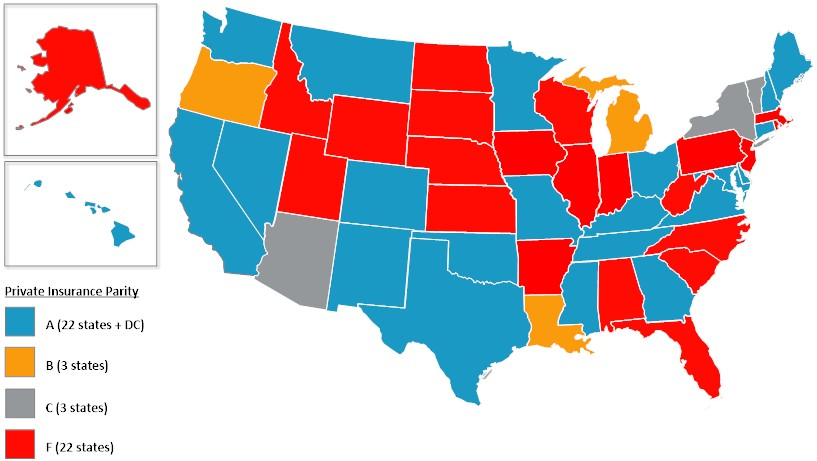 Private Insurance Parity
A (22 states + DC)
B (3 states)
C (3 states)
F (22 states)